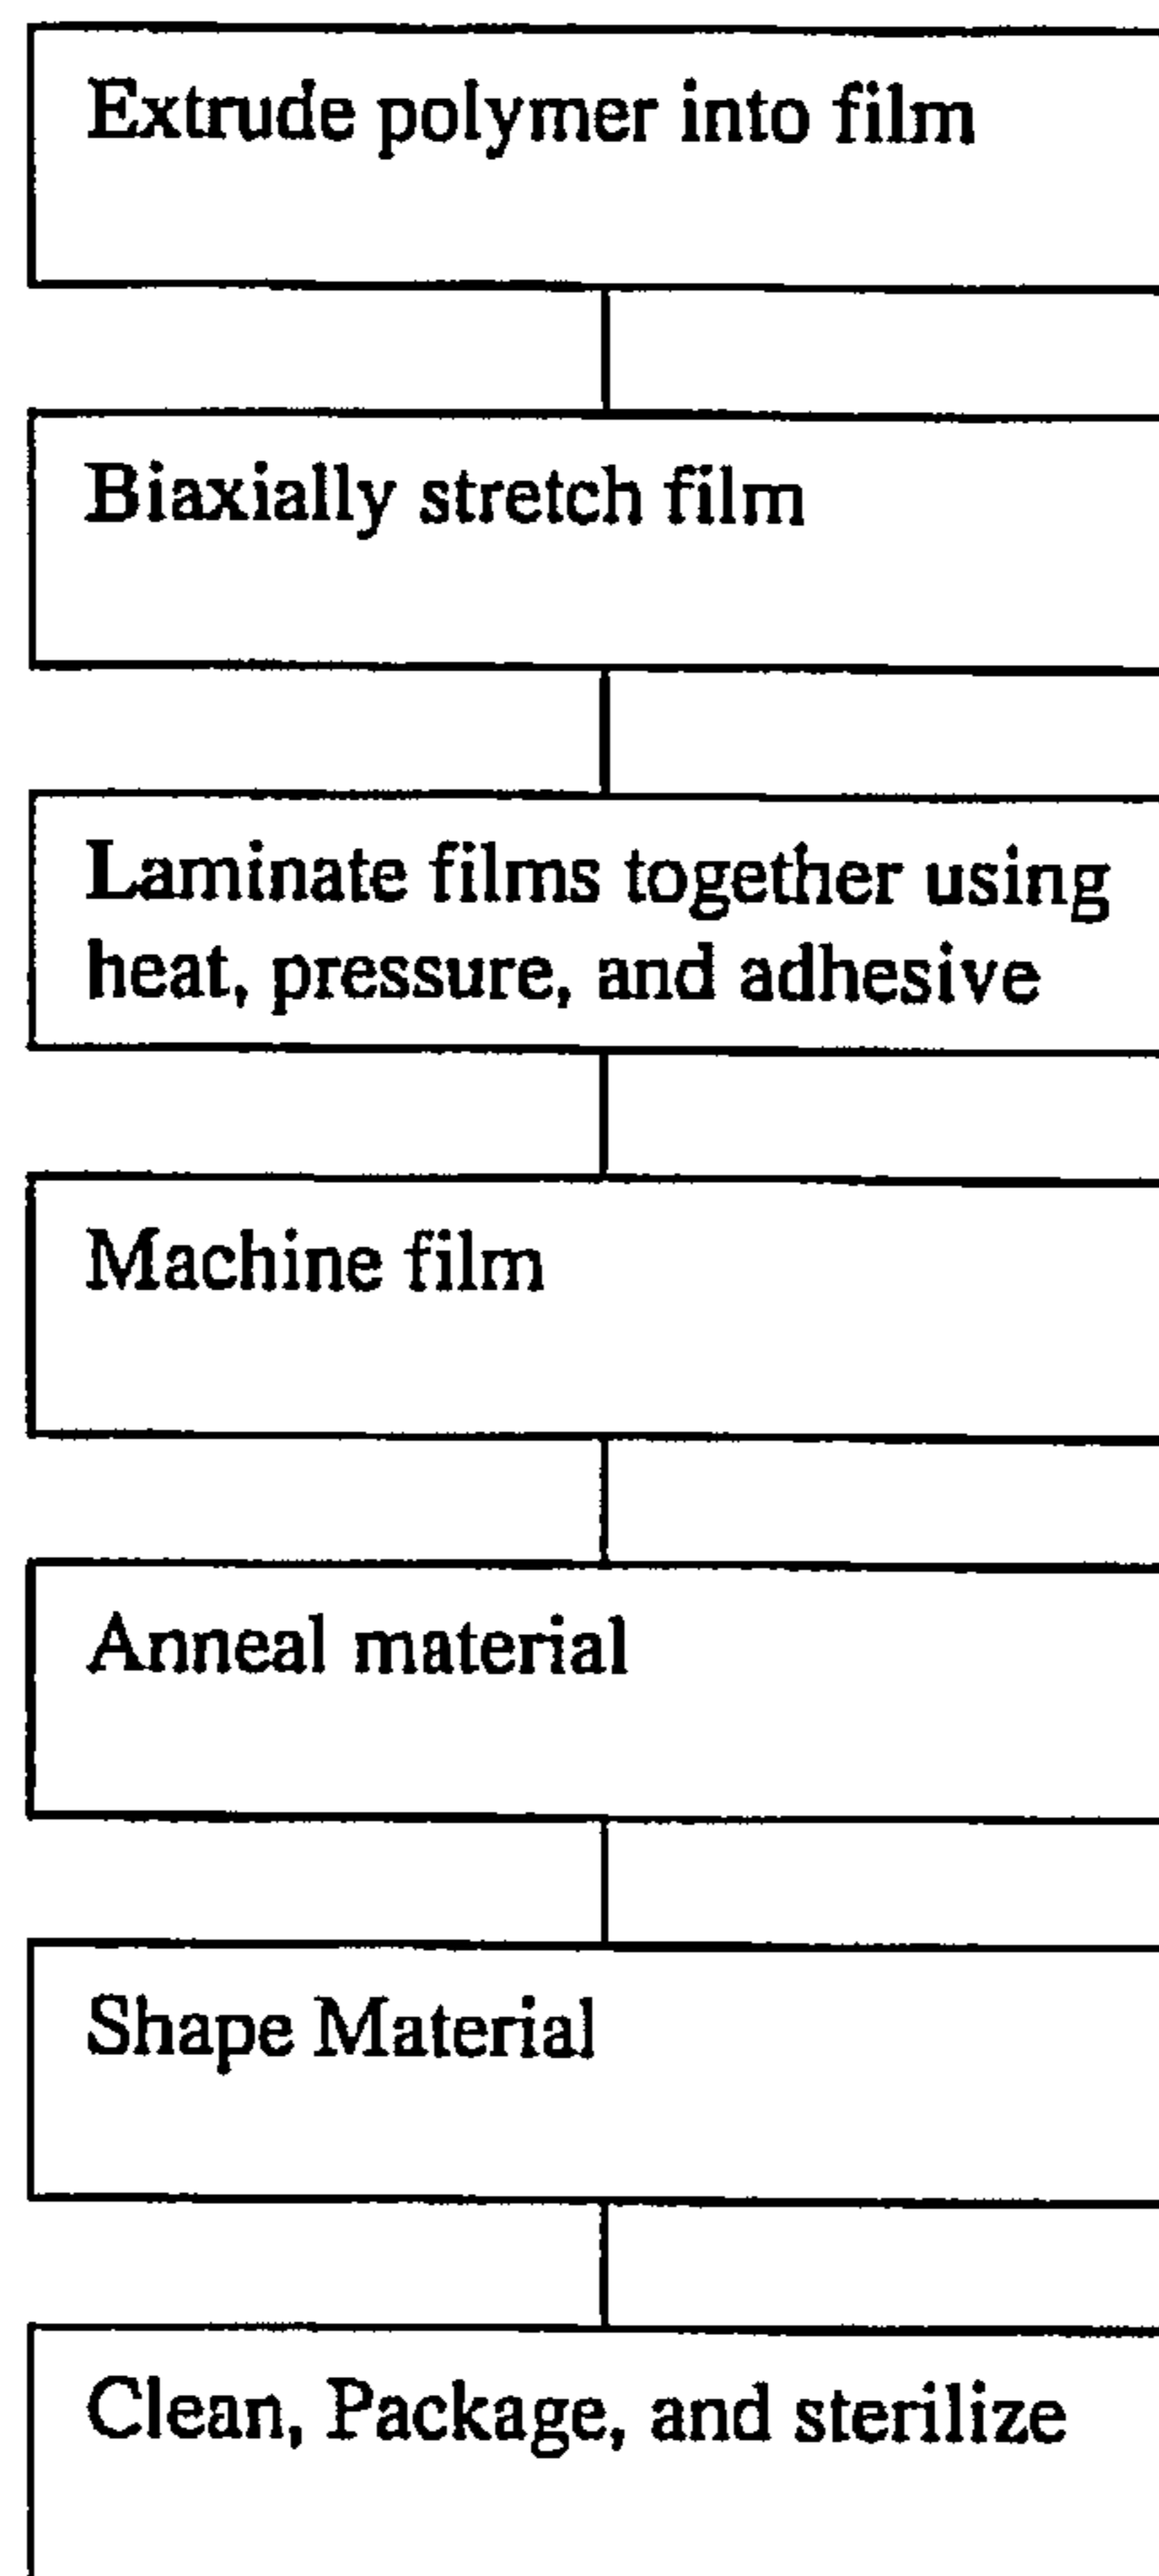 Extrude polymer into film
Biaxially stretch film
Laminate films together using
heat, pressure, and adhesive
Machine film
Anneal material
Shape Material
Clean, Package, and sterilize